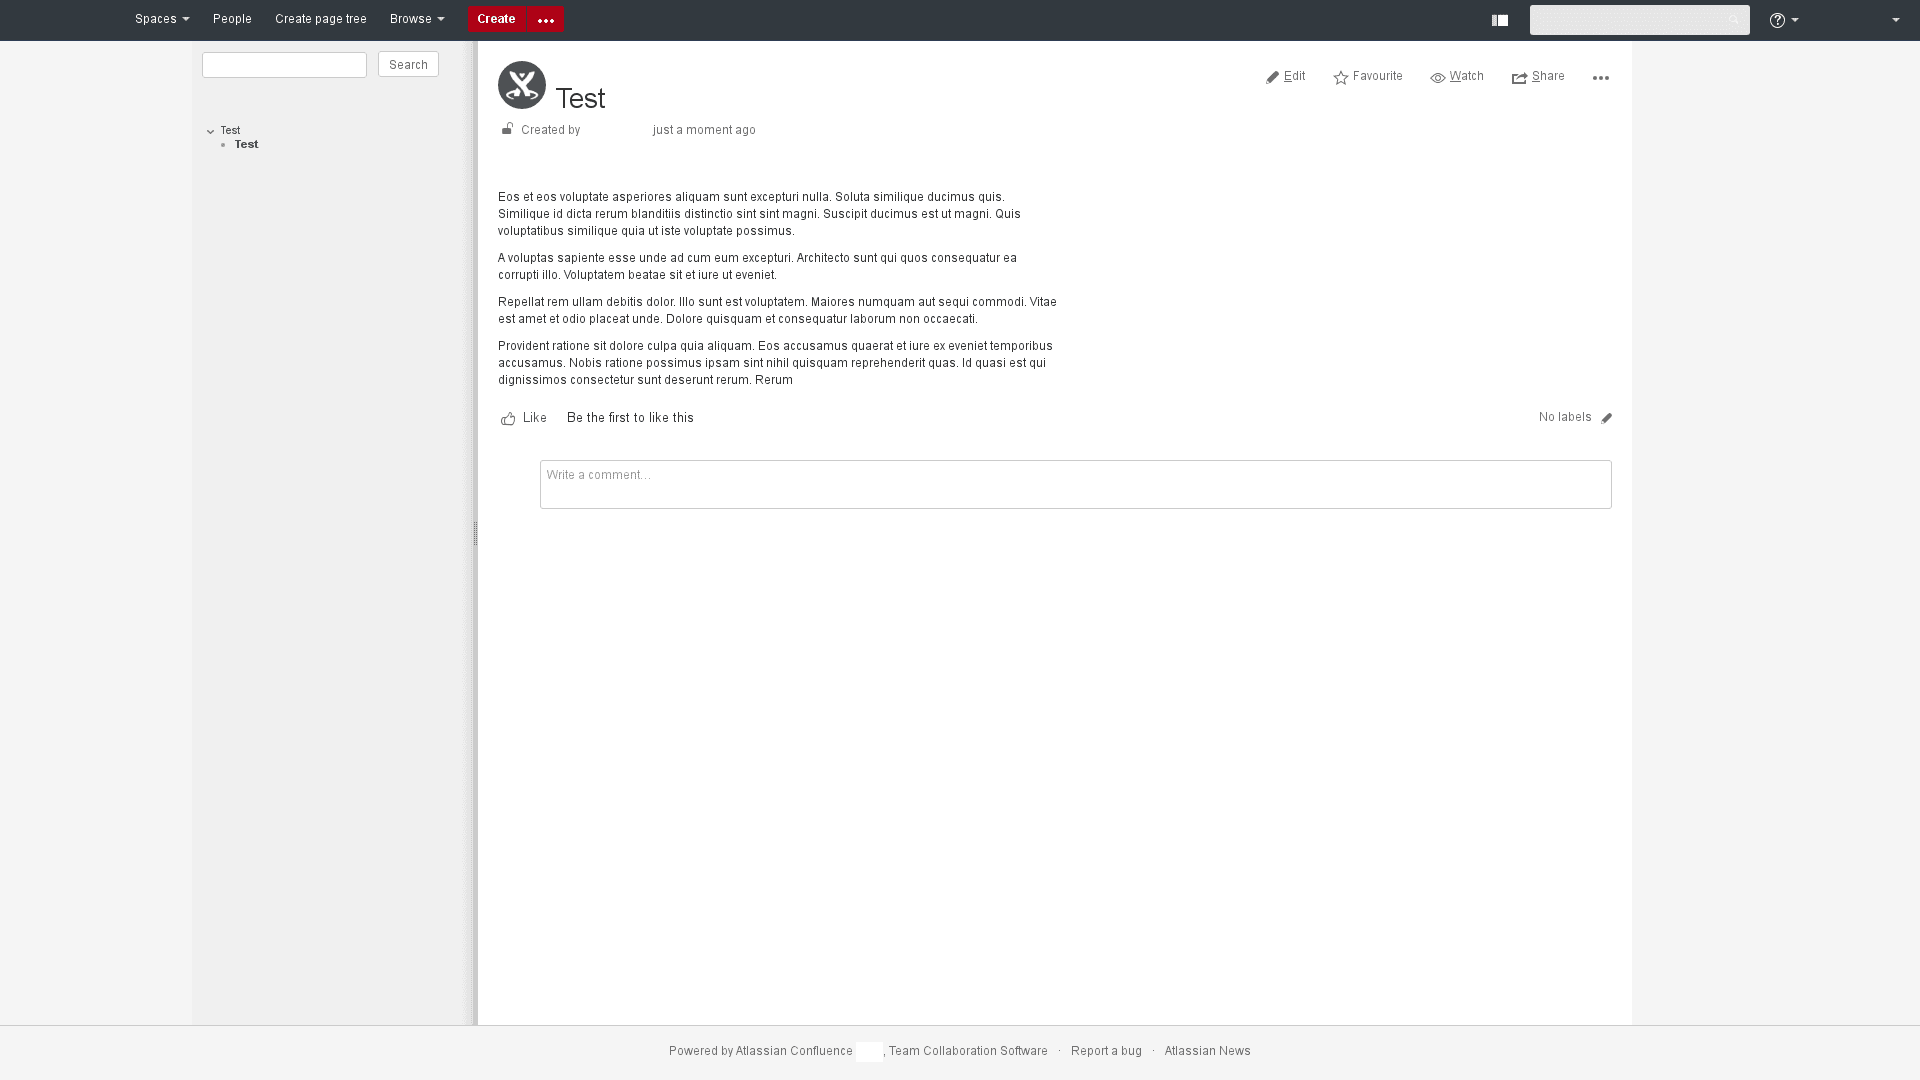 Spaces People Create page tree Browse Create
Search
Test
Test
Test
Edit Favourite Watch Share
Created by just a moment ago
Eos et eos voluptate asperiores aliquam sunt excepturi nulla. Soluta similique ducimus quis.
Similique id dicta rerum blanditiis distinctio sint sint magni. Suscipit ducimus est ut magni. Quis
voluptatibus similique quia ut iste voluptate possimus.
A voluptas sapiente esse unde ad cum eum excepturi. Architecto sunt qui quos consequatur ea
corrupti illo. Voluptatem beatae sit et iure ut eveniet.
Repellat rem ullam debitis dolor. Illo sunt est voluptatem. Maiores numquam aut sequi commodi. Vitae
est amet et odio placeat unde. Dolore quisquam et consequatur laborum non occaecati.
Provident ratione sit dolore culpa quia aliquam. Eos accusamus quaerat et iure ex eveniet temporibus
accusamus. Nobis ratione possimus ipsam sint nihil quisquam reprehenderit quas. Id quasi est qui
dignissimos consectetur sunt deserunt rerum. Rerum
Like Be the first to like this No labels
Write a comment...
Powered by Atlassian Confluence , Team Collaboration Software · Report a bug · Atlassian News